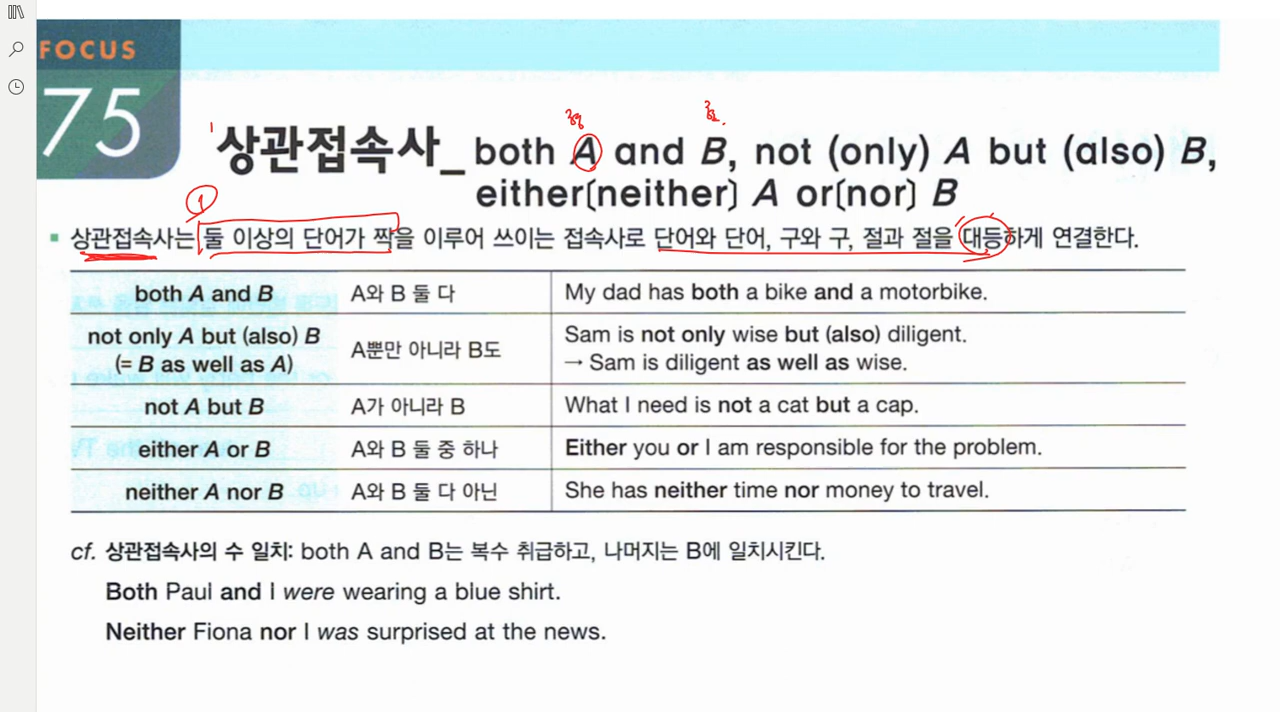 FOCUS
75
상관접속사_both A and B, not (only) A but (also) B,
either(neither) A or(nor) B
1
상관접속사는 둘 이상의 단어가 짝을 이루어 쓰이는 접속사로 단어와 단어, 구와 구, 절과 절을 대등하게 연결한다.
both A and B A와 B 둘 다 My dad has both a bike and a motorbike.
not only A but (also) B Sam is not only wise but (also) diligent.
A뿐만 아니라 B도
(= B as well as A) → Sam is diligent as well as wise.
not A but B A가 아니라 B What I need is not a cat but a cap.
either A or B A와 B 둘 중 하나 Either you or I am responsible for the problem.
neither A nor B A와 B 둘 다 아닌 She has neither time nor money to travel.
cf. 상관접속사의 수 일치: both A and B는 복수 취급하고, 나머지는 B에 일치시킨다.
Both Paul and I were wearing a blue shirt.
Neither Fiona nor I was surprised at the news.